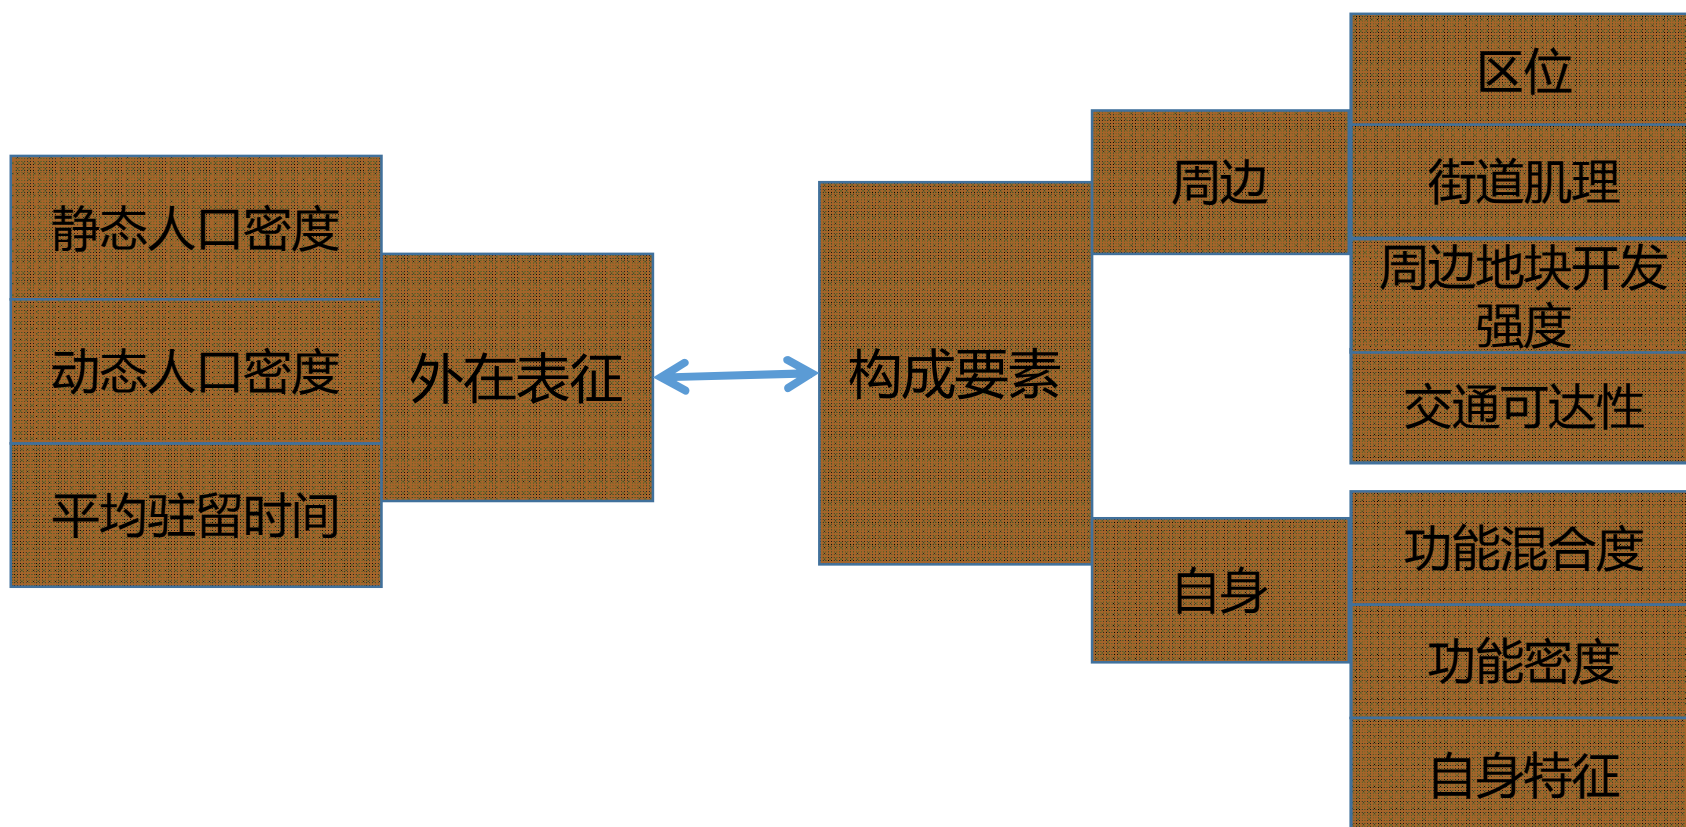 静态人口密度
动态人口密度
平均驻留时间
外在表征
构成要素
周边
自身
区位
街道肌理
周边地块开发
强度
交通可达性
功能混合度
功能密度
自身特征